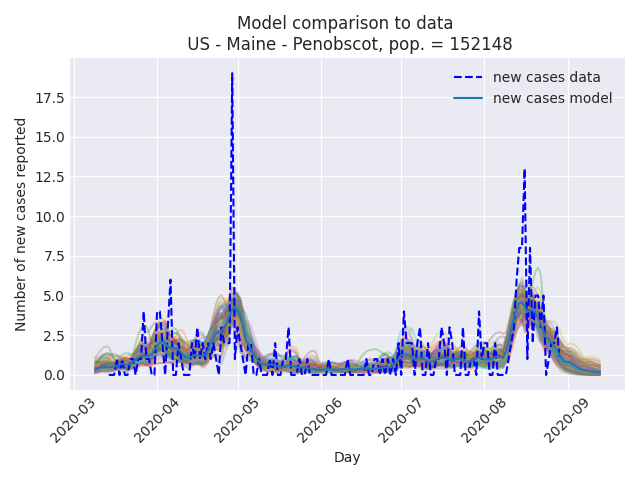 Model comparison to data
US - Maine - Penobscot, pop. = 152148
new cases data
new cases model
Number of new cases reported
17.5
15.0
12.5
10.0
7.5
5.0
2.5
0.0
2020-03
2020-04
2020-05
2020-06
2020-07
2020-08
2020-09
Day